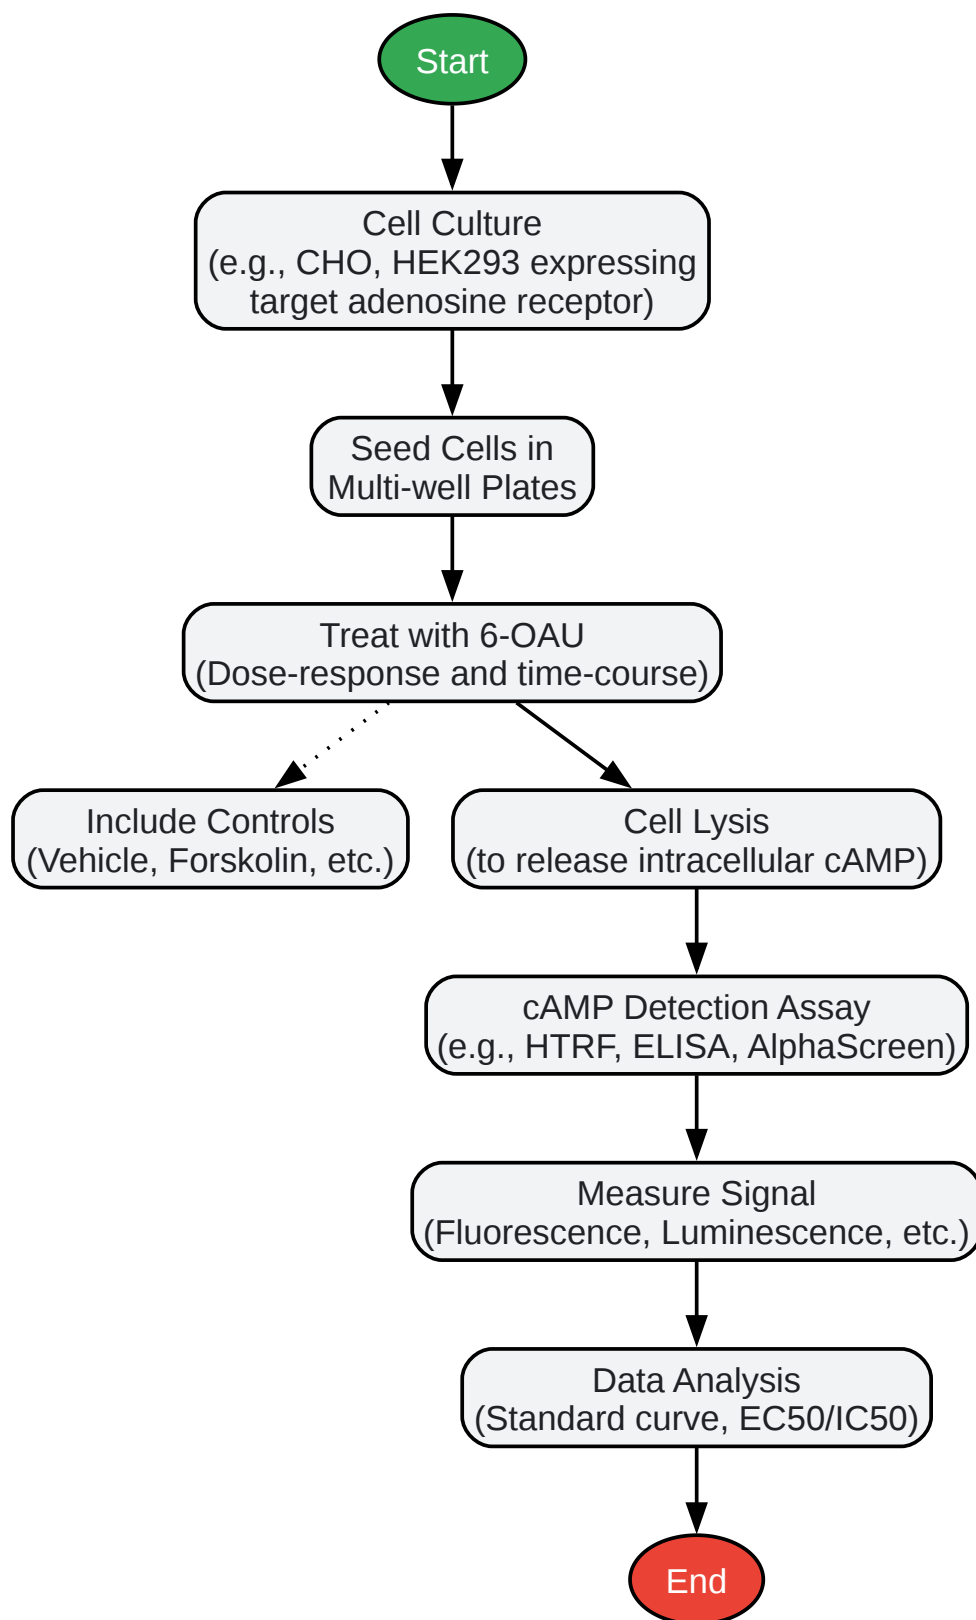 Start
Cell Culture
(e.g., CHO, HEK293 expressing
target adenosine receptor)
Seed Cells in
Multi-well Plates
Treat with 6-OAU
(Dose-response and time-course)
Include Controls
(Vehicle, Forskolin, etc.)
Cell Lysis
(to release intracellular cAMP)
cAMP Detection Assay
(e.g., HTRF, ELISA, AlphaScreen)
Measure Signal
(Fluorescence, Luminescence, etc.)
Data Analysis
(Standard curve, EC50/IC50)
End